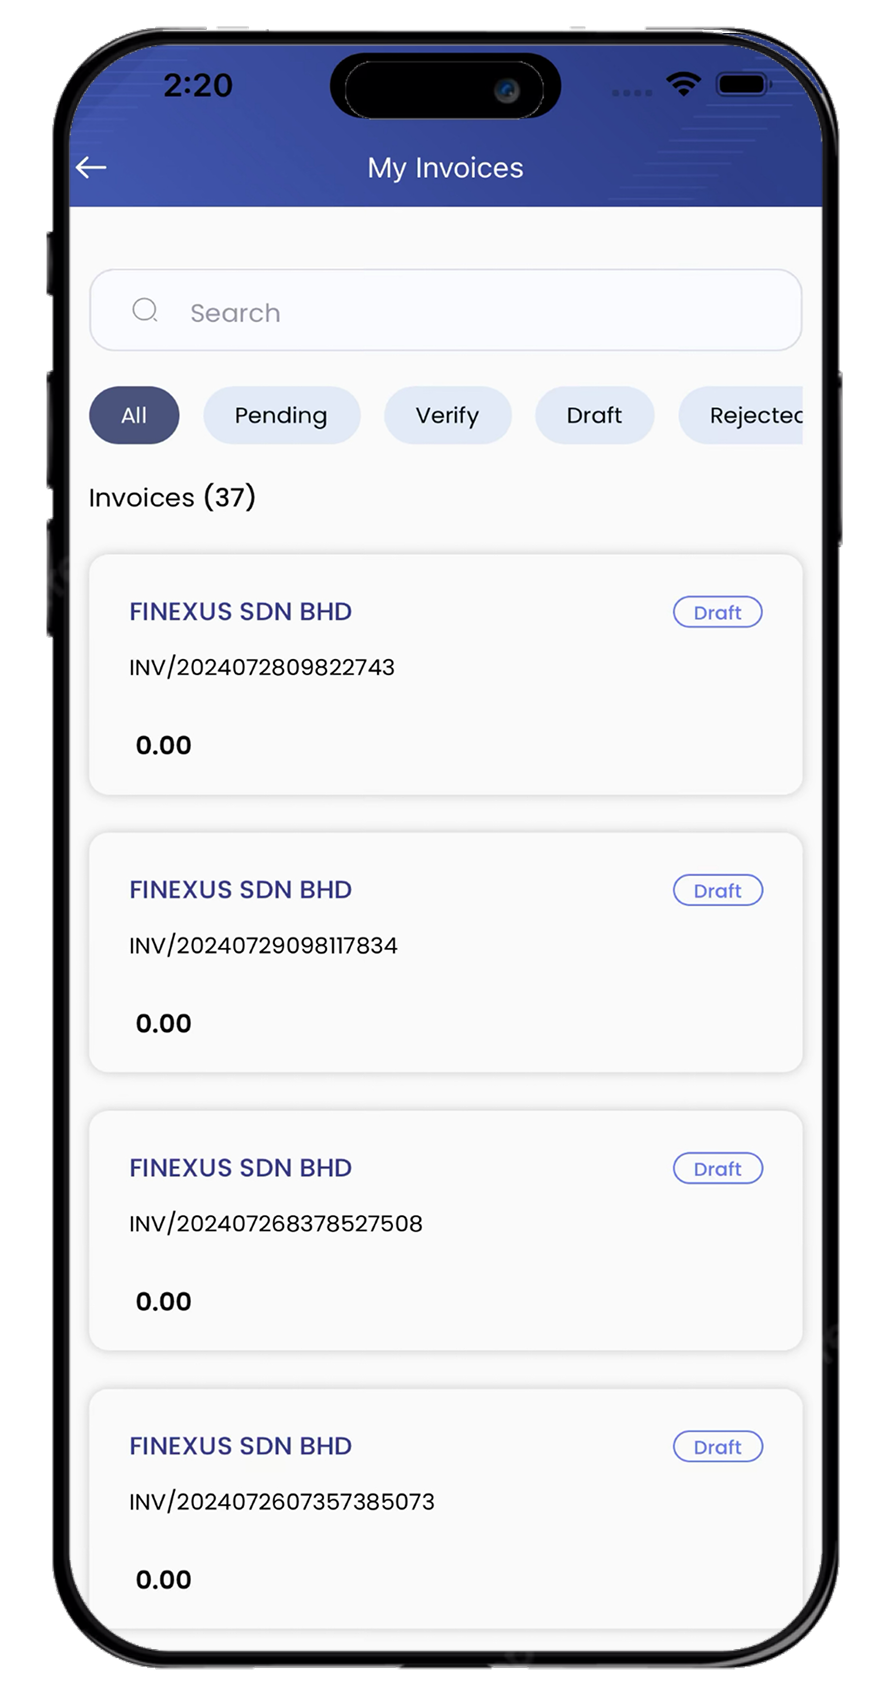 2:20
My Invoices
Search
All Pending Verify Draft Rejected
Invoices (37)
FINEXUS SDN BHD Draft
INV/2024072809822743
0.00
FINEXUS SDN BHD Draft
INV/20240729098117834
0.00
FINEXUS SDN BHD Draft
INV/202407268378527508
0.00
FINEXUS SDN BHD Draft
INV/2024072607357385073
0.00